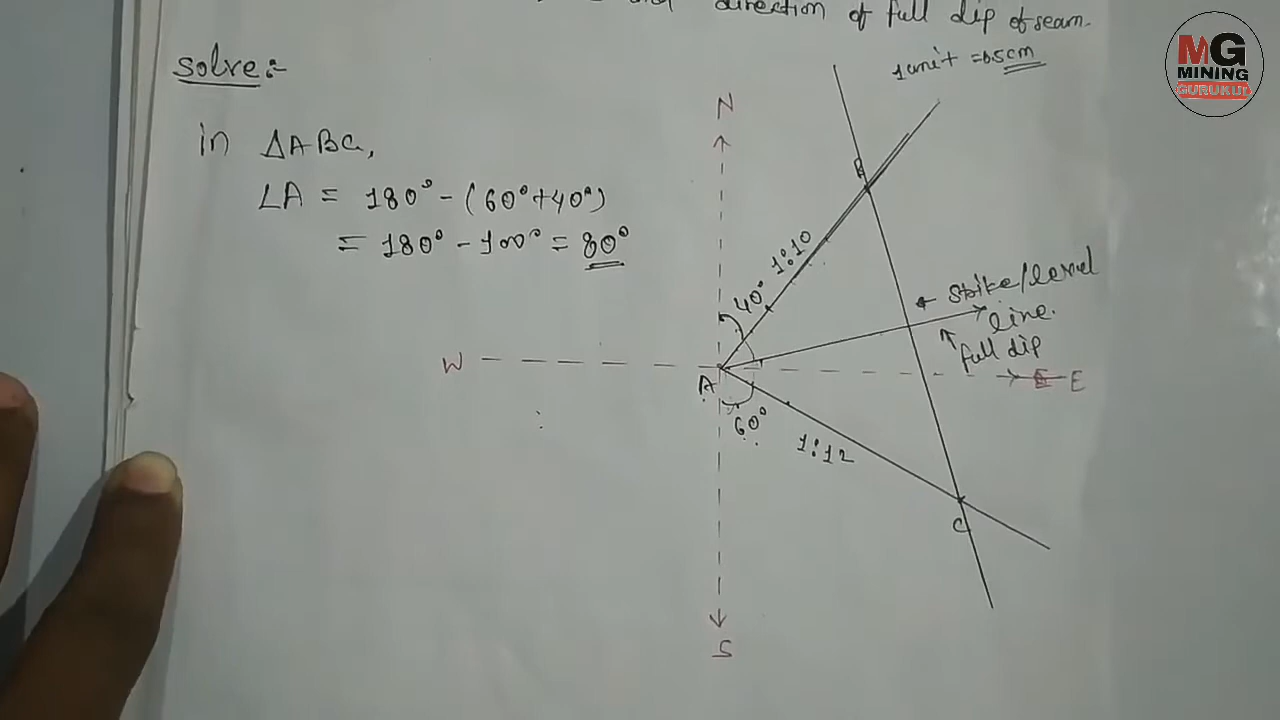 direction of full dip of seam.
Solve:-
1 unit = 0.5cm
MG
MINING
GURUKUL
N
in ΔABC,
∠A = 180° - (60°+40°)
= 180° - 100° = 80°
B
40° 1:10
Strike/level
line.
full dip
W
A
E
60°
1:12
C
S